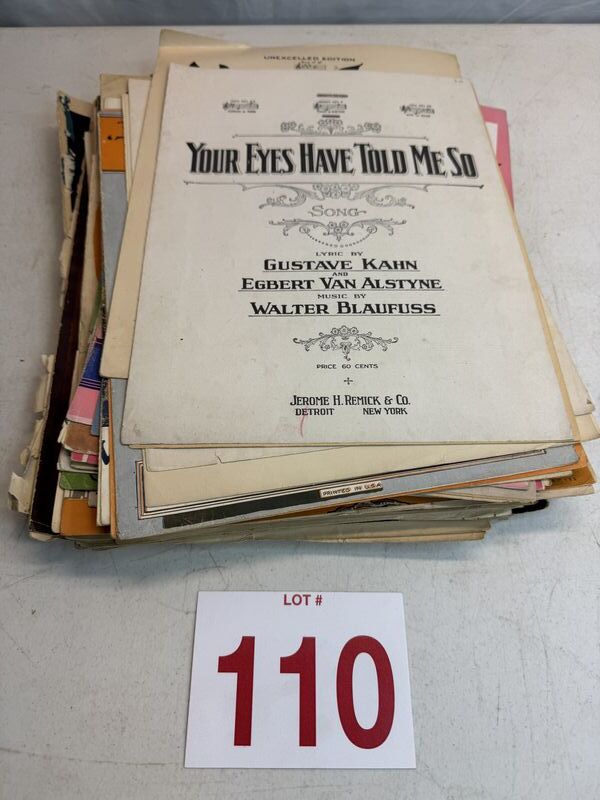 UNEXCELLED EDITION
YOUR EYES HAVE TOLD ME SO
SONG
LYRIC BY
GUSTAVE KAHN
AND
EGBERT VAN ALSTYNE
MUSIC BY
WALTER BLAUFUSS
PRICE 60 CENTS
JEROME H. REMICK & CO.
DETROIT NEW YORK
PRINTED IN U.S.A.
LOT #
110